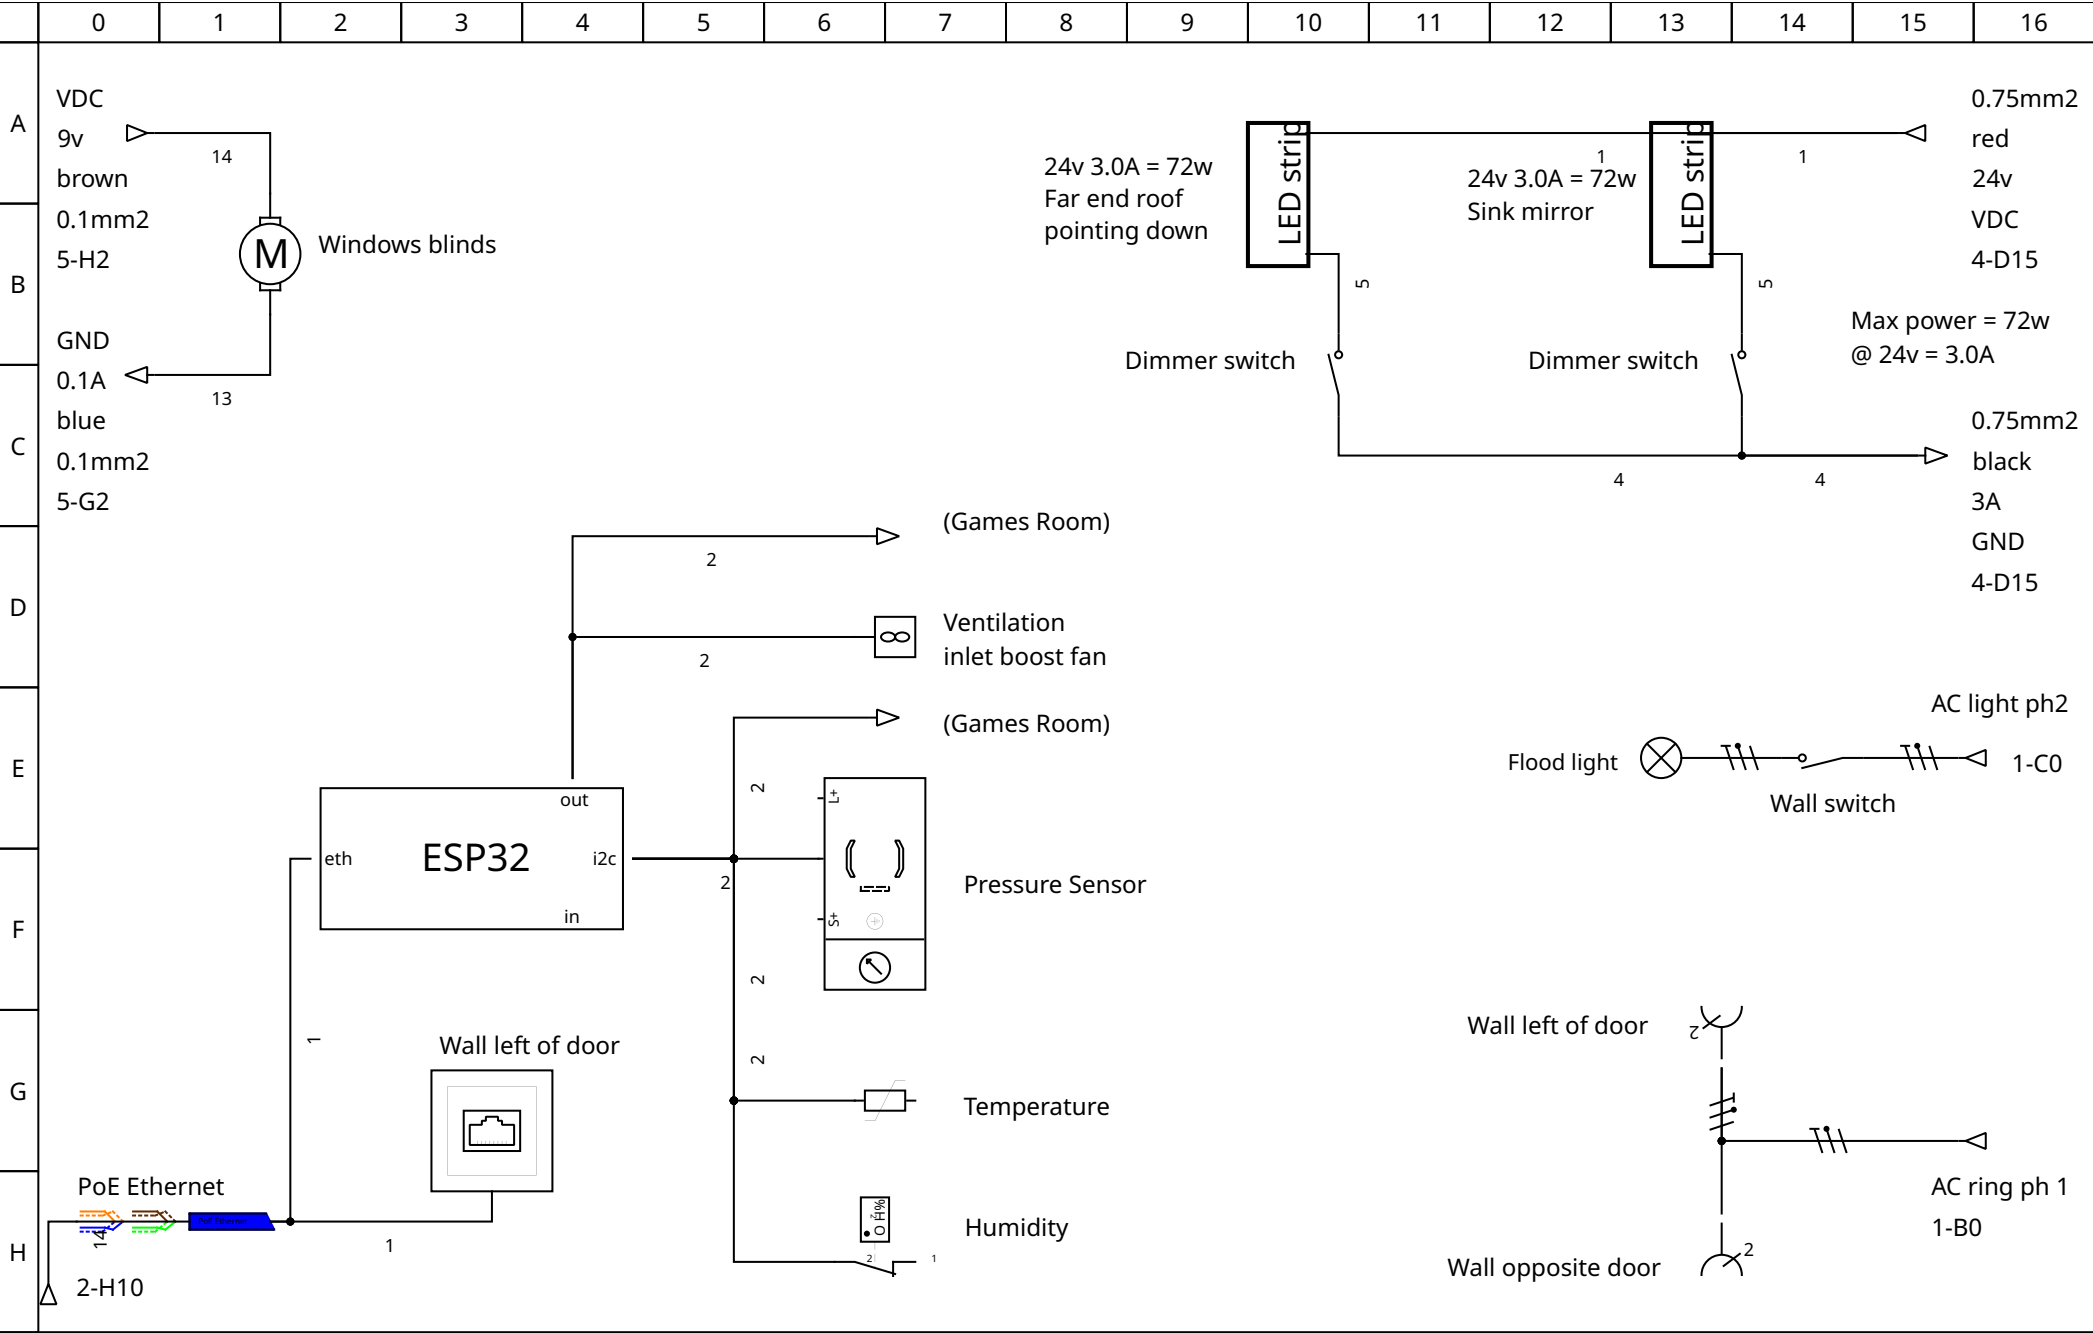 0 1 2 3 4 5 6 7 8 9 10 11 12 13 14 15 16
A
B
C
D
E
F
G
H
VDC
9v
brown
0.1mm2
5-H2
14
M
Windows blinds
GND
0.1A
blue
0.1mm2
5-G2
13
24v 3.0A = 72w
Far end roof
pointing down
LED strip
1
24v 3.0A = 72w
Sink mirror
LED strip
1
0.75mm2
red
24v
VDC
4-D15
5
5
Max power = 72w
@ 24v = 3.0A
Dimmer switch
Dimmer switch
4
4
0.75mm2
black
3A
GND
4-D15
(Games Room)
2
Ventilation
inlet boost fan
2
(Games Room)
2
out
eth
ESP32
i2c
in
2
L+
S+
Pressure Sensor
2
2
Temperature
%H2O
2
1
Humidity
1
Wall left of door
PoE Ethernet
PoE Ethernet
14
1
2-H10
AC light ph2
Flood light
1-C0
Wall switch
Wall left of door
2
AC ring ph 1
1-B0
Wall opposite door
2